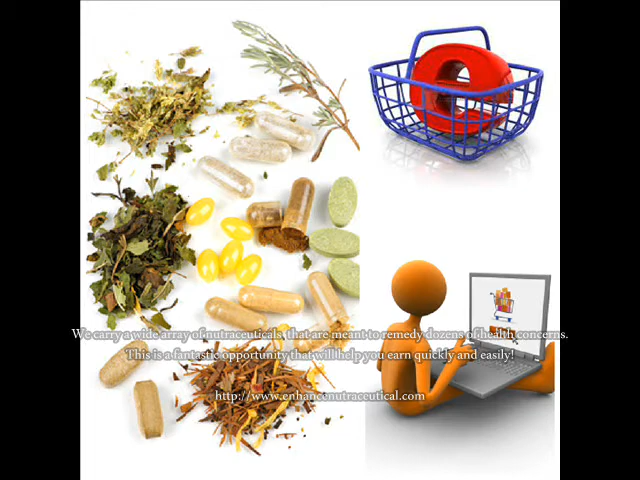 We carry a wide array of nutraceuticals  that are meant to remedy dozens of health concerns.
This is a fantastic opportunity that will help you earn quickly and easily!
http://www.enhancenutraceutical.com